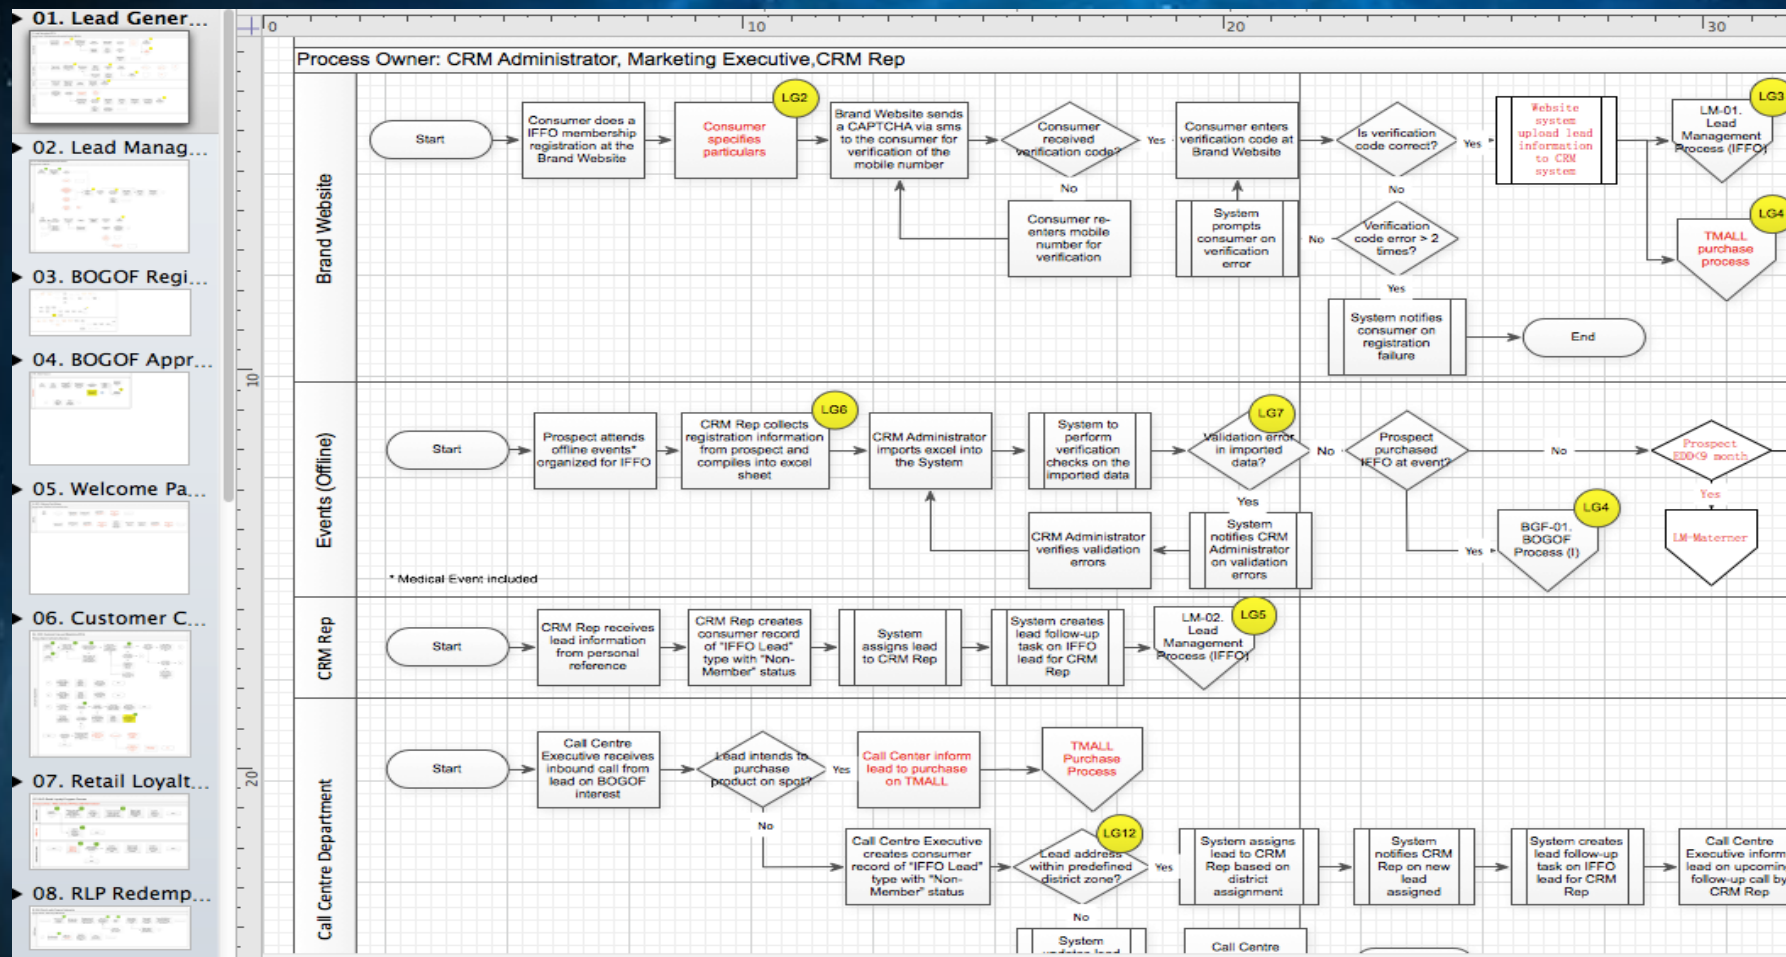 01. Lead Gener...
02. Lead Manag...
03. BOGOF Regi...
04. BOGOF Appr...
05. Welcome Pa...
06. Customer C...
07. Retail Loyalt...
08. RLP Redemp...
0
10
20
30
10
20
Process Owner: CRM Administrator, Marketing Executive,CRM Rep
Brand Website
Start
Consumer does a
IFFO membership
registration at the
Brand Website
LG2
Consumer
specifies
particulars
Brand Website sends
a CAPTCHA via sms
to the consumer for
verification of the
mobile number
Consumer
received
verification code?
Yes
No
Consumer re-
enters mobile
number for
verification
Consumer enters
verification code at
Brand Website
System
prompts
consumer on
verification
error
Is verification
code correct?
Yes
No
Verification
code error > 2
times?
No
Yes
System notifies
consumer on
registration
failure
End
Website
system
upload lead
information
to CRM
system
LG3
LM-01.
Lead
Management
Process (IFFO)
LG4
TMALL
purchase
process
Events (Offline)
Start
Prospect attends
offline events*
organized for IFFO
LG6
CRM Rep collects
registration information
from prospect and
compiles into excel
sheet
CRM Administrator
imports excel into
the System
System to
perform
verification
checks on the
imported data
LG7
Validation error
in imported
data?
No
Yes
System
notifies CRM
Administrator
on validation
errors
CRM Administrator
verifies validation
errors
Prospect
purchased
IFFO at event?
No
Yes
LG4
BGF-01.
BOGOF
Process (I)
Prospect
EDD<9 month
Yes
LM-Materner
* Medical Event included
CRM Rep
Start
CRM Rep receives
lead information
from personal
reference
CRM Rep creates
consumer record
of "IFFO Lead"
type with "Non-
Member" status
System
assigns lead
to CRM Rep
System creates
lead follow-up
task on IFFO
lead for CRM
Rep
LG5
LM-02.
Lead
Management
Process (IFFO)
Call Centre Department
Start
Call Centre
Executive receives
inbound call from
lead on BOGOF
interest
Lead intends to
purchase
product on spot?
Yes
Call Center inform
lead to purchase
on TMALL
TMALL
Purchase
Process
No
Call Centre Executive
creates consumer
record of "IFFO Lead"
type with "Non-
Member" status
LG12
Lead address
within predefined
district zone?
Yes
No
System assigns
lead to CRM
Rep based on
district
assignment
System
notifies CRM
Rep on new
lead
assigned
System creates
lead follow-up
task on IFFO
lead for CRM
Rep
Call Centre
Executive inform
lead on upcomin
follow-up call by
CRM Rep
System
Call Centre